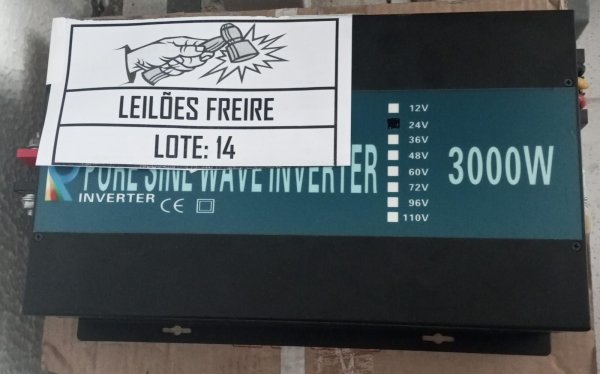 LEILÕES FREIRE
LOTE: 14
PURE SINE WAVE INVERTER
INVERTER CE
12V
24V
36V
48V
60V
72V
96V
110V
3000W